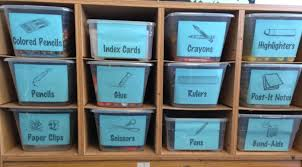 Colored Pencils
Index Cards
Crayons
Highlighters
Pencils
Glue
Rulers
Post-It Notes
Paper Clips
Scissors
Pens
Band-Aids